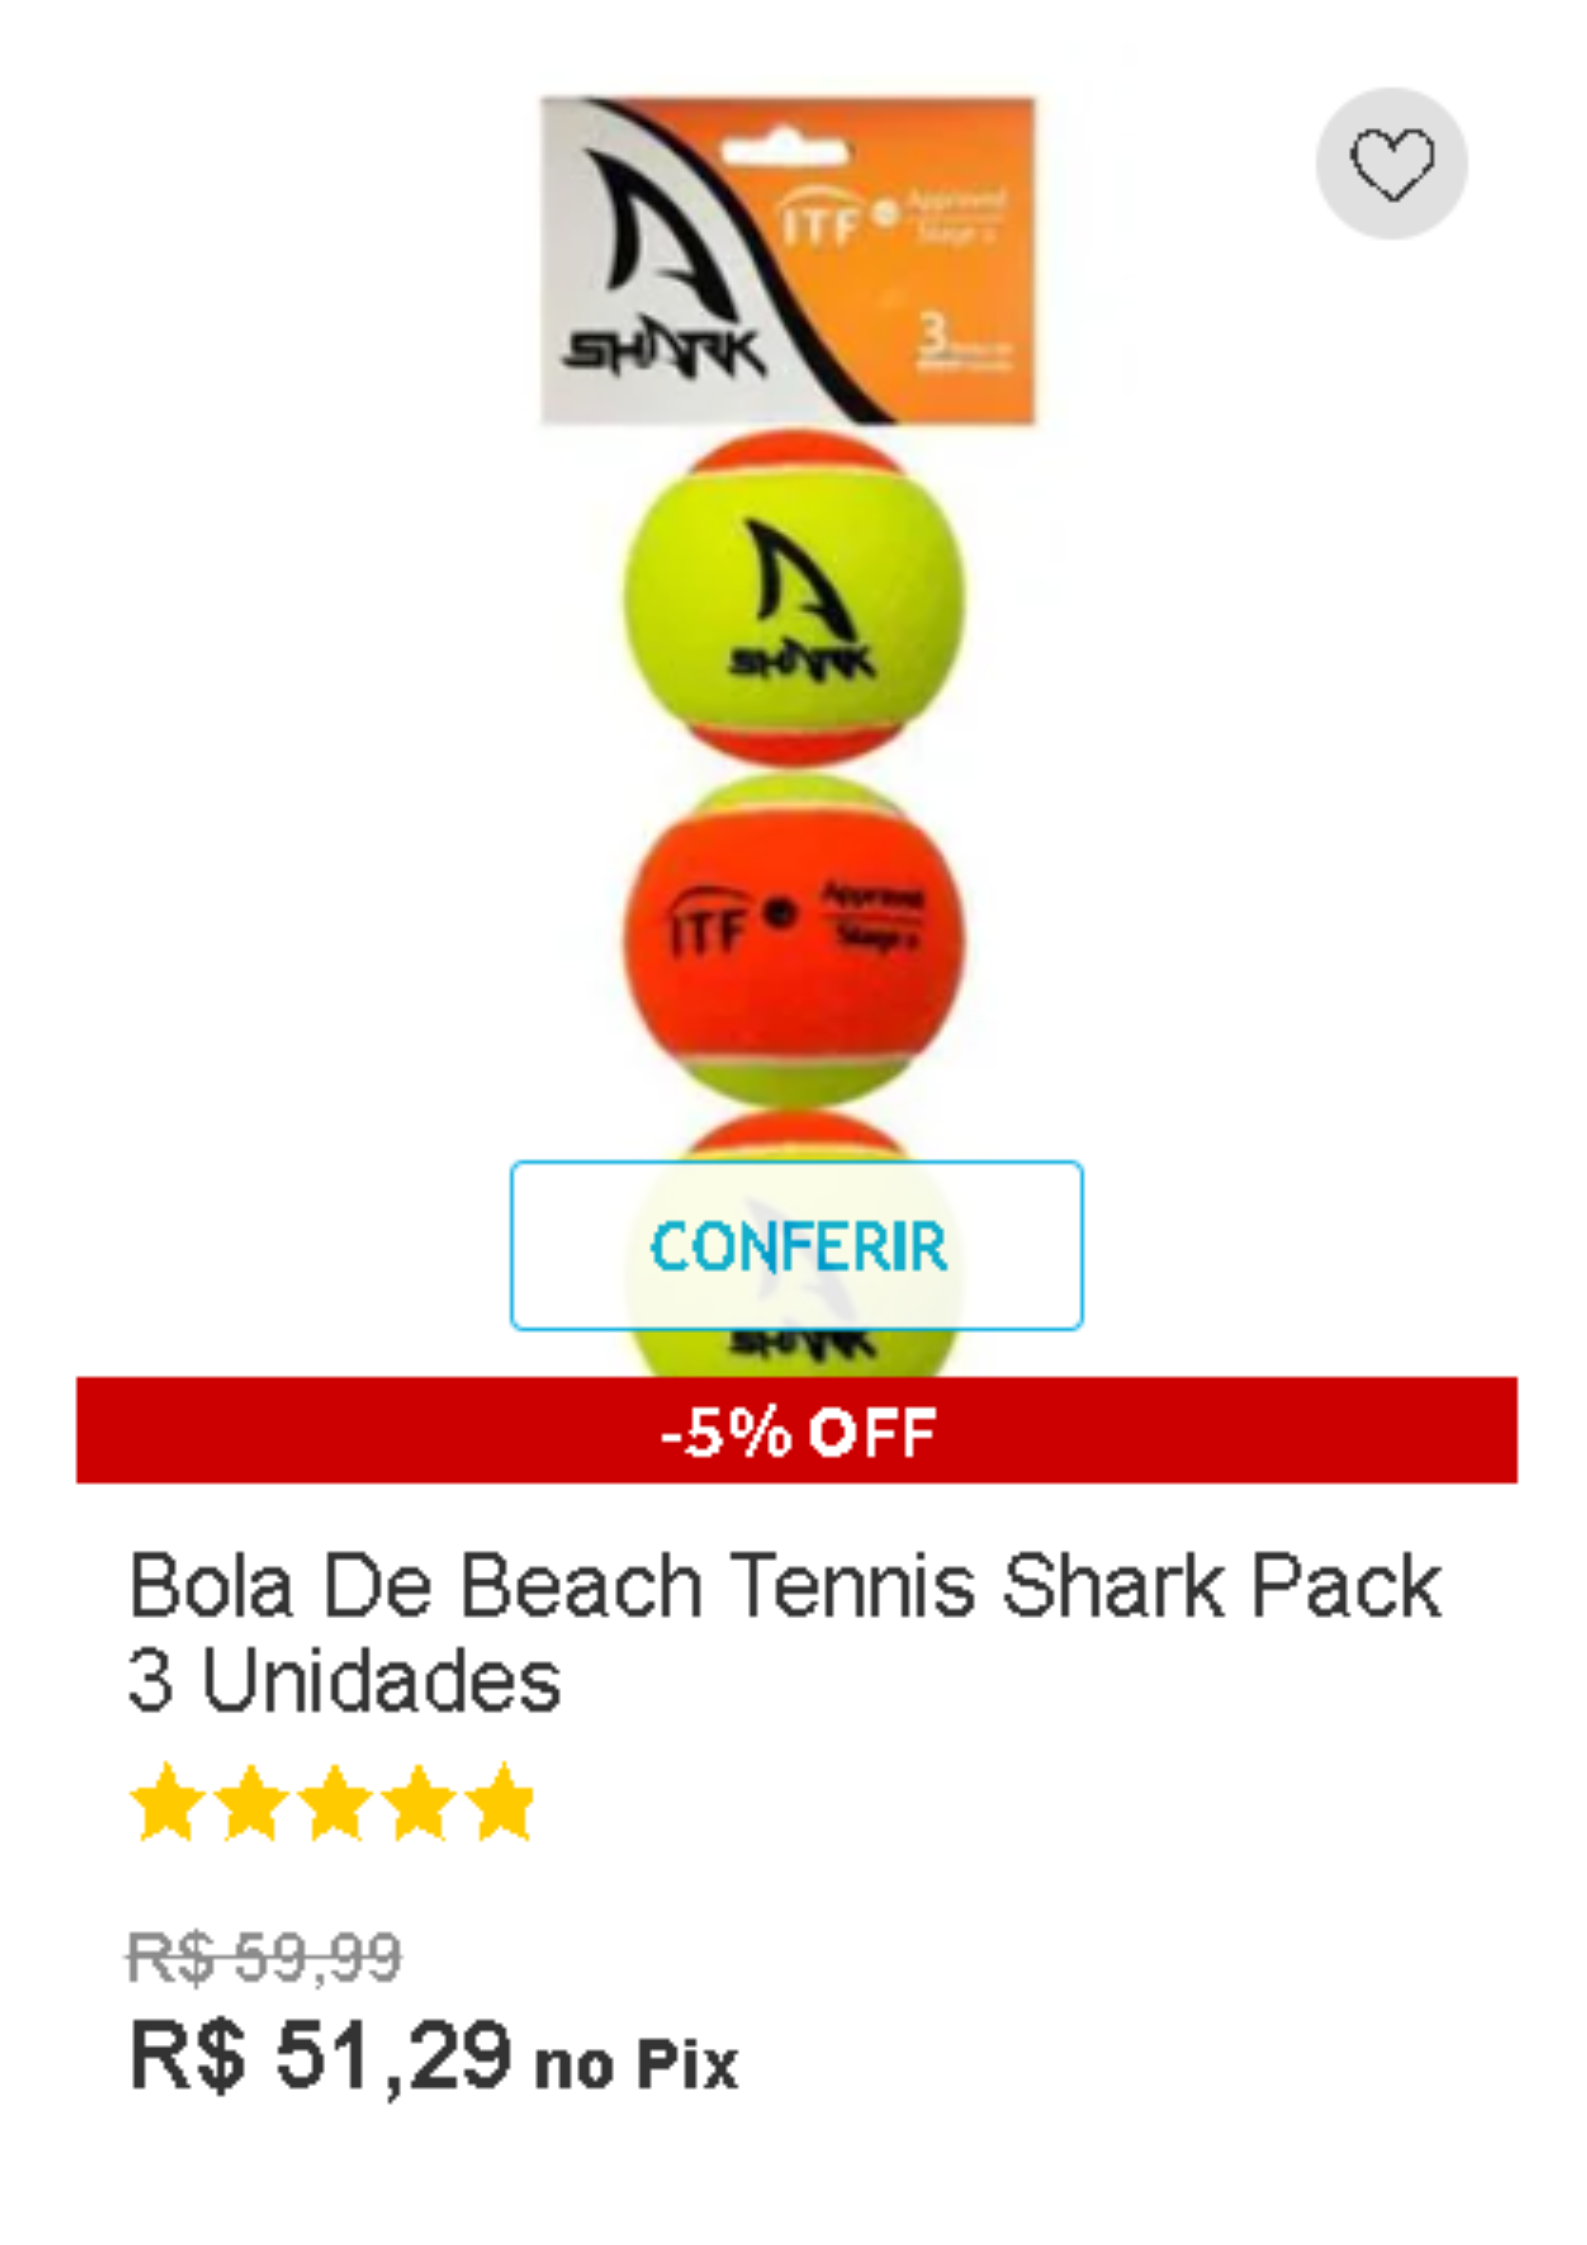 ITF Approved
Stage 2
3
SHARK
SHARK
ITF Approved
Stage 2
CONFERIR
SHARK
-5% OFF
Bola De Beach Tennis Shark Pack
3 Unidades
R$ 59,99
R$ 51,29 no Pix